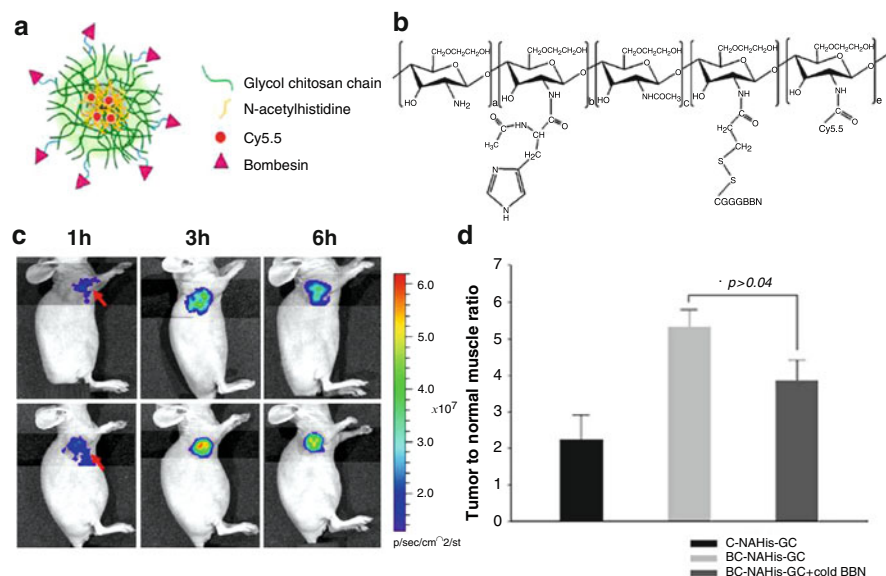 a
Glycol chitosan chain
N-acetylhistidine
Cy5.5
Bombesin
b
CH₂OCH₂CH₂OH CH₂OCH₂CH₂OH CH₂OCH₂CH₂OH CH₂OCH₂CH₂OH CH₂OCH₂CH₂OH
O O O O O
HO HO HO HO HO
NH₂ a NH b NHCOCH₃ c NH d NH e
O C O C O C O
H₃C C HN CH H₂C Cy5.5
H2C CH₂
N S
N S
H CGGGBBN
c
1h 3h 6h
6.0
5.0
4.0
x10⁷
3.0
2.0
p/sec/cm^2/st
d
Tumor to normal muscle ratio
7
6
5
4
3
2
1
0
· p>0.04
C-NAHis-GC
BC-NAHis-GC
BC-NAHis-GC+cold BBN